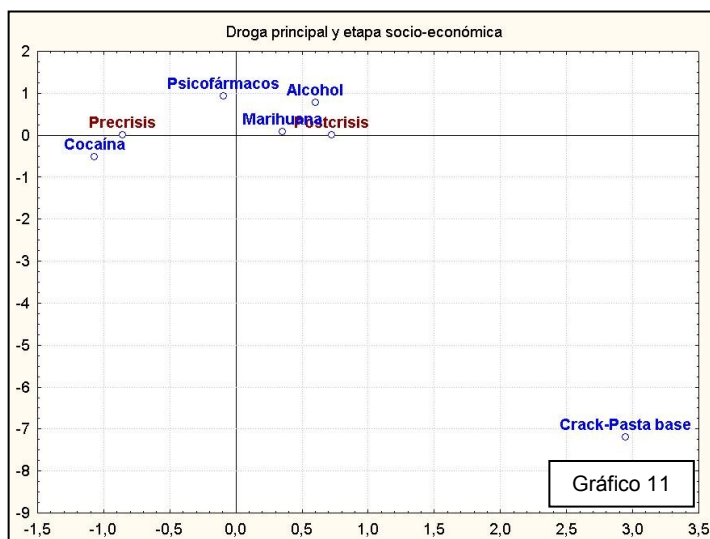 Droga principal y etapa socio-económica
2
1
0
-1
-2
-3
-4
-5
-6
-7
-8
-9
Psicofármacos
Alcohol
Precrisis
Marihuana
Postcrisis
Cocaína
Crack-Pasta base
Gráfico 11
-1,5 -1,0 -0,5 0,0 0,5 1,0 1,5 2,0 2,5 3,0 3,5